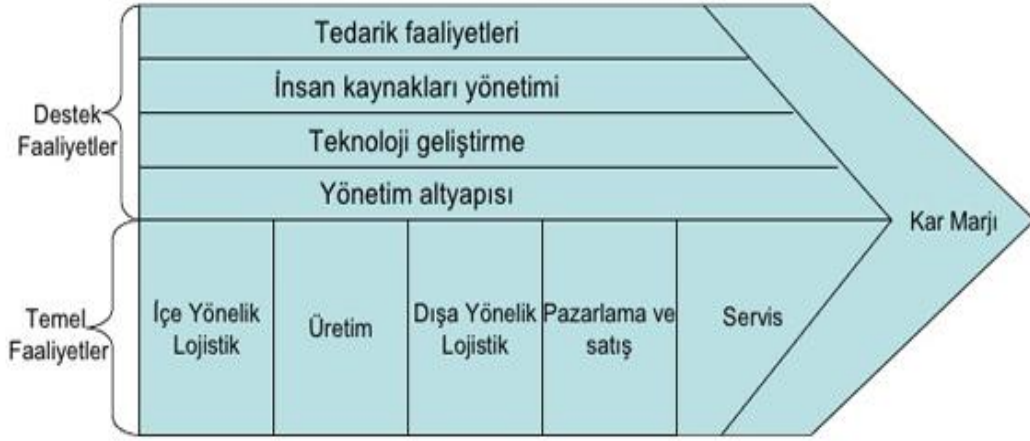 Tedarik faaliyetleri
İnsan kaynakları yönetimi
Teknoloji geliştirme
Yönetim altyapısı
Destek
Faaliyetler
Kar Marjı
Temel
Faaliyetler
İçe Yönelik
Lojistik
Üretim
Dışa Yönelik
Lojistik
Pazarlama ve
satış
Servis